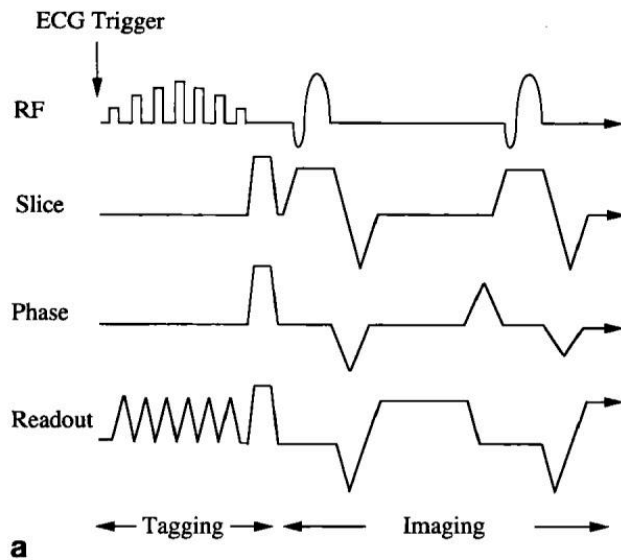 ECG Trigger
RF
Slice
Phase
Readout
Tagging
Imaging
a